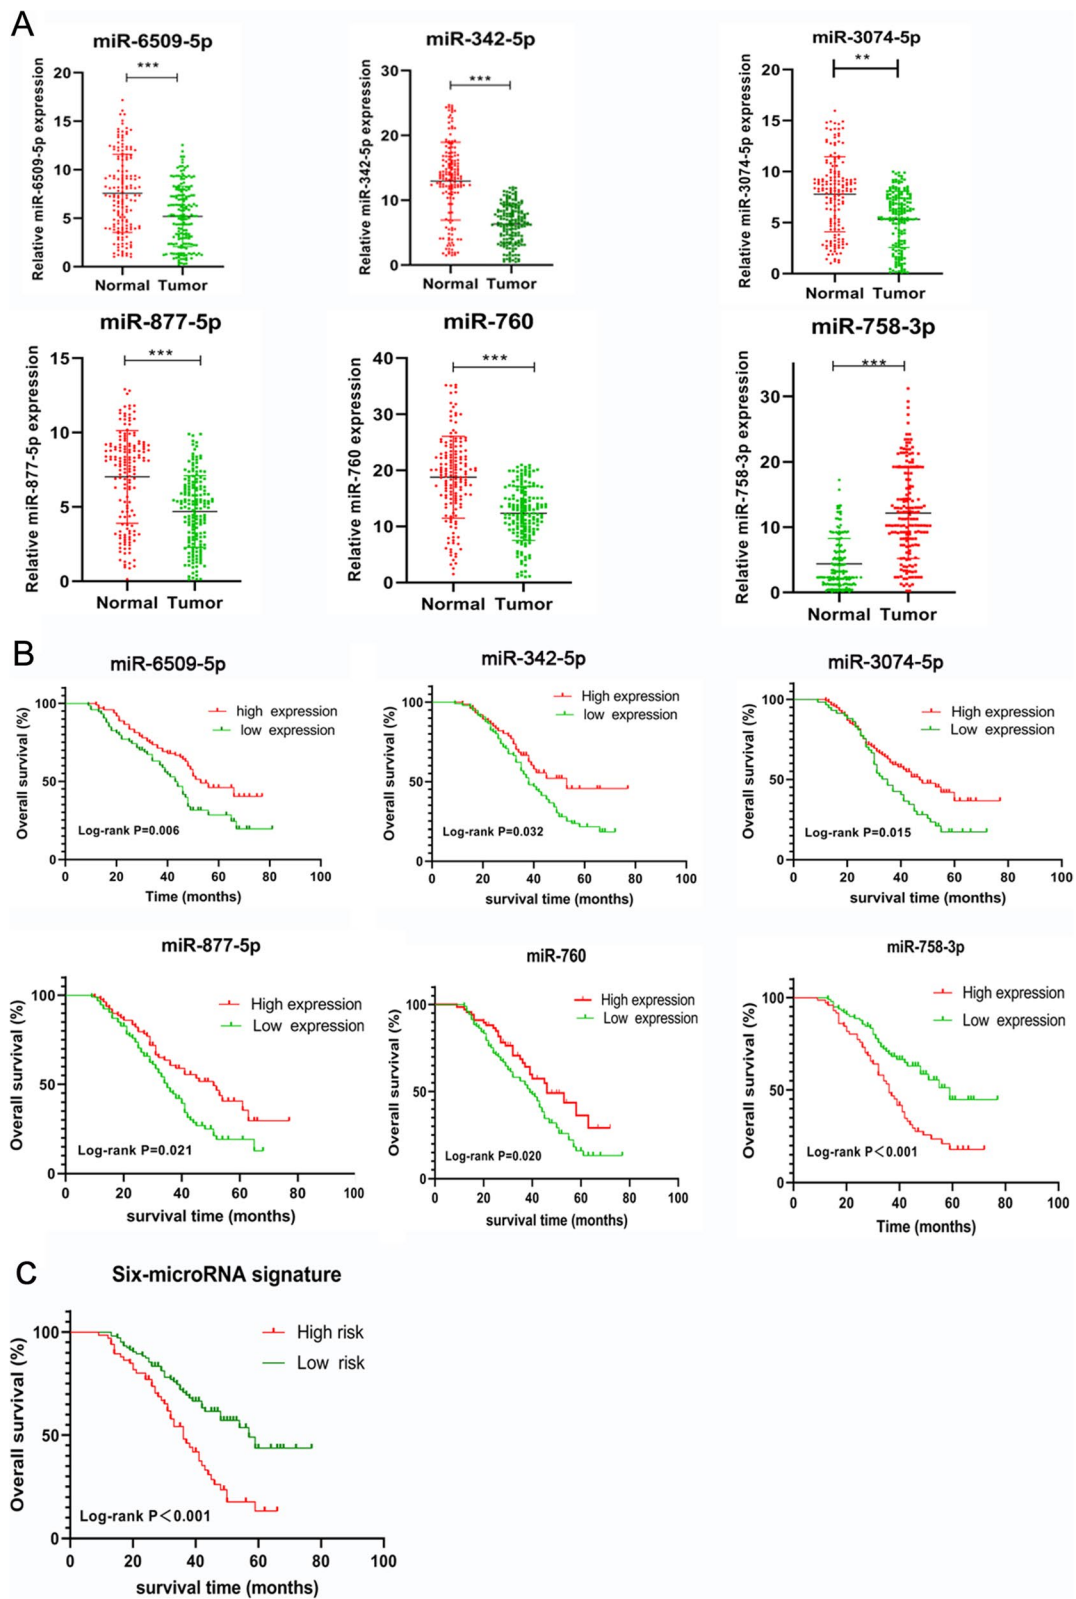 A
miR-6509-5p
***
Relative miR-6509-5p expression
20
15
10
5
0
Normal Tumor
miR-342-5p
***
Relative miR-342-5p expression
30
20
10
0
Normal Tumor
miR-3074-5p
**
Relative miR-3074-5p expression
20
15
10
5
0
Normal Tumor
miR-877-5p
***
Relative miR-877-5p expression
15
10
5
0
Normal Tumor
miR-760
***
Relative miR-760 expression
40
30
20
10
0
Normal Tumor
miR-758-3p
***
Relative miR-758-3p expression
30
20
10
0
Normal Tumor
B
miR-6509-5p
Overall survival (%)
100
50
0
high expression
low expression
Log-rank P=0.006
0 20 40 60 80 100
Time (months)
miR-342-5p
Overall survival (%)
100
50
0
High expression
low expression
Log-rank P=0.032
0 20 40 60 80 100
survival time (months)
miR-3074-5p
Overall survival (%)
100
50
0
High expression
Low expression
Log-rank P=0.015
0 20 40 60 80 100
survival time (months)
miR-877-5p
Overall survival (%)
100
50
0
High expression
Low expression
Log-rank P=0.021
0 20 40 60 80 100
survival time (months)
miR-760
Overall survival (%)
100
50
0
High expression
Low expression
Log-rank P=0.020
0 20 40 60 80 100
survival time (months)
miR-758-3p
Overall survival (%)
100
50
0
High expression
Low expression
Log-rank P<0.001
0 20 40 60 80 100
Time (months)
C
Six-microRNA signature
Overall survival (%)
100
50
0
High risk
Low risk
Log-rank P<0.001
0 20 40 60 80 100
survival time (months)